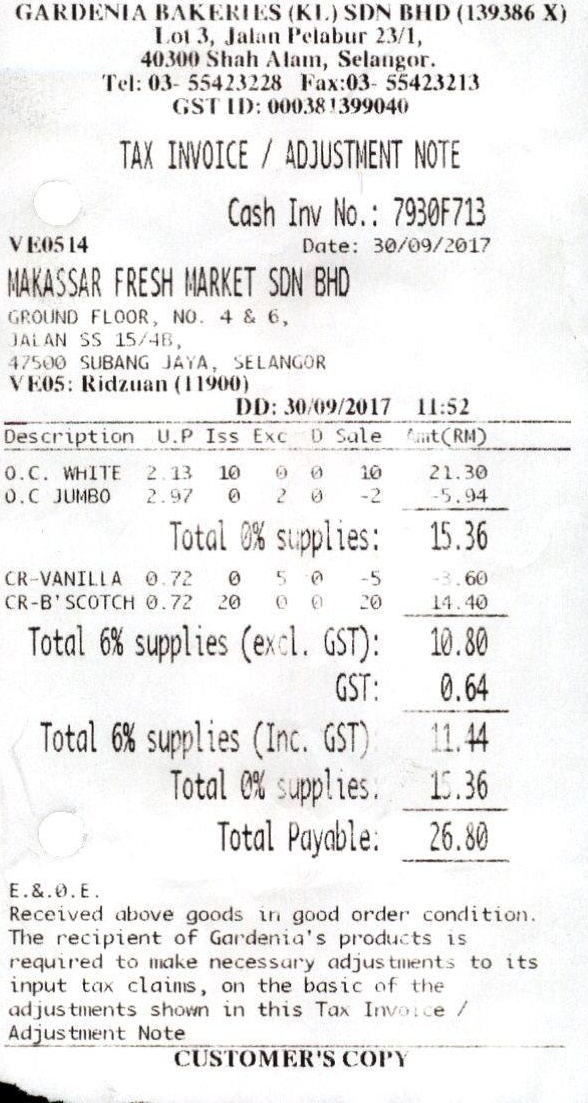 GARDENIA BAKERIES (KL) SDN BHD (139386 X)
Lot 3, Jalan Pelabur 23/1,
40300 Shah Alam, Selangor.
Tel: 03- 55423228 Fax:03- 55423213
GST ID: 000381399040
TAX INVOICE / ADJUSTMENT NOTE
Cash Inv No.: 7930F713
VE0514 Date: 30/09/2017
MAKASSAR FRESH MARKET SDN BHD
GROUND FLOOR, NO. 4 & 6,
JALAN SS 15/4B,
47500 SUBANG JAYA, SELANGOR
VE05: Ridzuan (11900)
DD: 30/09/2017 11:52
Description U.P Iss Exc D Sale Amt(RM)
O.C. WHITE 2.13 10 0 0 10 21.30
O.C JUMBO 2.97 0 2 0 -2 -5.94
Total 0% supplies: 15.36
CR-VANILLA 0.72 0 5 0 -5 -3.60
CR-B'SCOTCH 0.72 20 0 0 20 14.40
Total 6% supplies (excl. GST): 10.80
GST: 0.64
Total 6% supplies (Inc. GST) 11.44
Total 0% supplies: 15.36
Total Payable: 26.80
E.&.O.E.
Received above goods in good order condition.
The recipient of Gardenia's products is
required to make necessary adjustments to its
input tax claims, on the basic of the
adjustments shown in this Tax Invoice /
Adjustment Note
CUSTOMER'S COPY